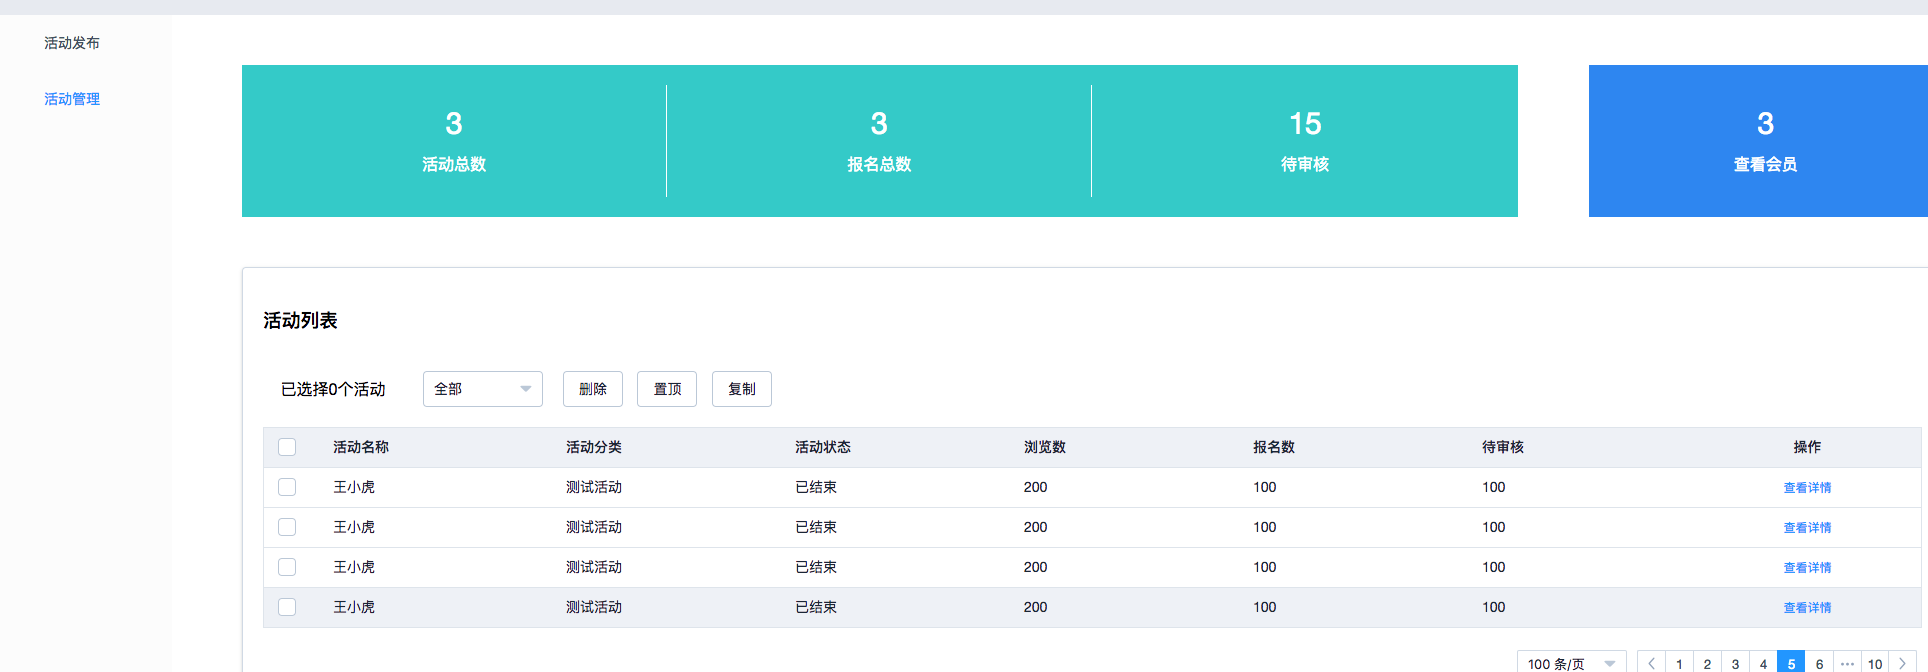 活动发布
活动管理
3 3 15 3
活动总数 报名总数 待审核 查看会员
活动列表
已选择0个活动 全部 删除 置顶 复制
活动名称 活动分类 活动状态 浏览数 报名数 待审核 操作
王小虎 测试活动 已结束 200 100 100 查看详情
王小虎 测试活动 已结束 200 100 100 查看详情
王小虎 测试活动 已结束 200 100 100 查看详情
王小虎 测试活动 已结束 200 100 100 查看详情
100 条/页 1 2 3 4 5 6 ··· 10